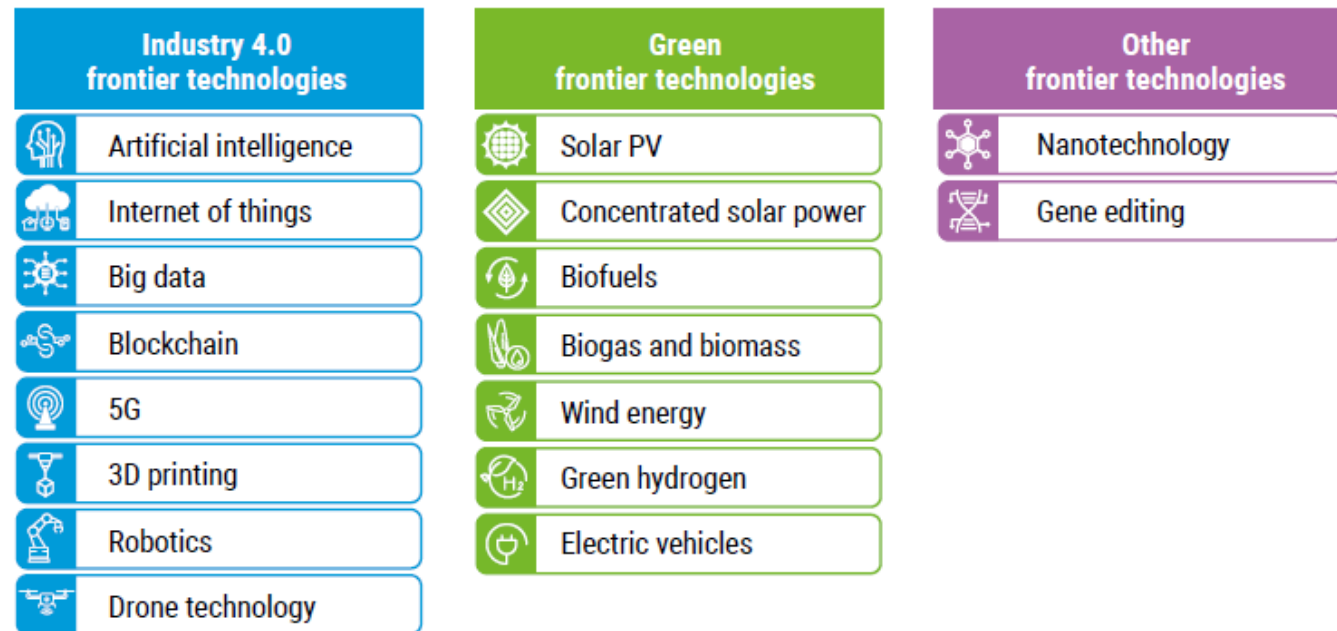 Industry 4.0
frontier technologies
Artificial intelligence
Internet of things
Big data
Blockchain
5G
3D printing
Robotics
Drone technology
Green
frontier technologies
Solar PV
Concentrated solar power
Biofuels
Biogas and biomass
Wind energy
H₂
Green hydrogen
Electric vehicles
Other
frontier technologies
Nanotechnology
Gene editing